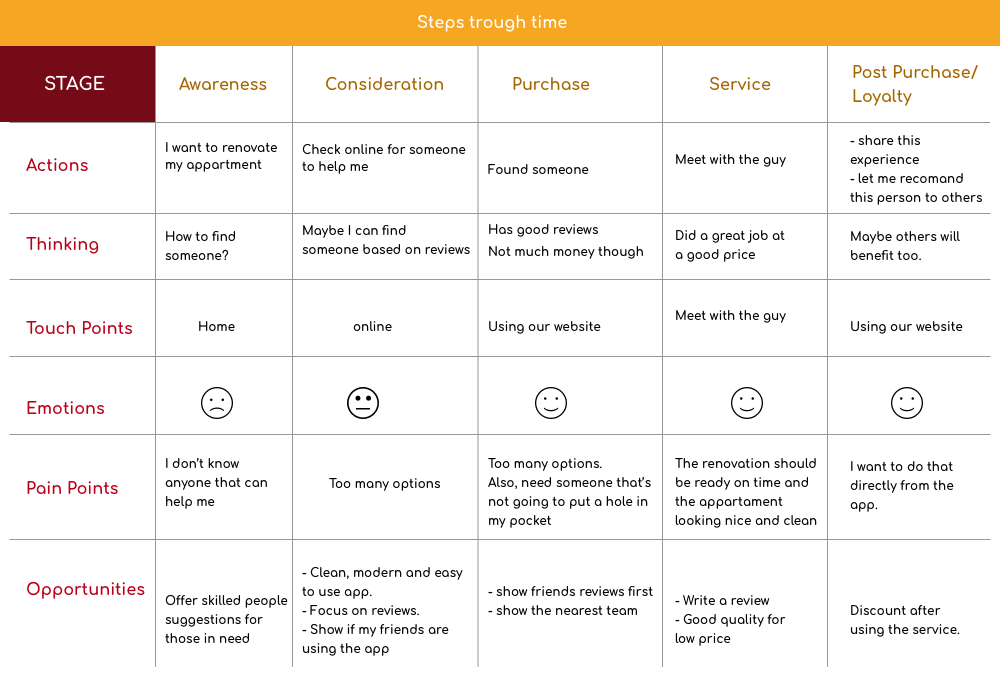 Steps trough time
STAGE
Awareness
Consideration
Purchase
Service
Post Purchase/
Loyalty
Actions
I want to renovate
my appartment
Check online for someone
to help me
Found someone
Meet with the guy
- share this
experience
- let me recomand
this person to others
Thinking
How to find
someone?
Maybe I can find
someone based on reviews
Has good reviews
Not much money though
Did a great job at
a good price
Maybe others will
benefit too.
Touch Points
Home
online
Using our website
Meet with the guy
Using our website
Emotions
Pain Points
I don't know
anyone that can
help me
Too many options
Too many options.
Also, need someone that's
not going to put a hole in
my pocket
The renovation should
be ready on time and
the appartament
looking nice and clean
I want to do that
directly from the
app.
Opportunities
Offer skilled people
suggestions for
those in need
- Clean, modern and easy
to use app.
- Focus on reviews.
- Show if my friends are
using the app
- show friends reviews first
- show the nearest team
- Write a review
- Good quality for
low price
Discount after
using the service.